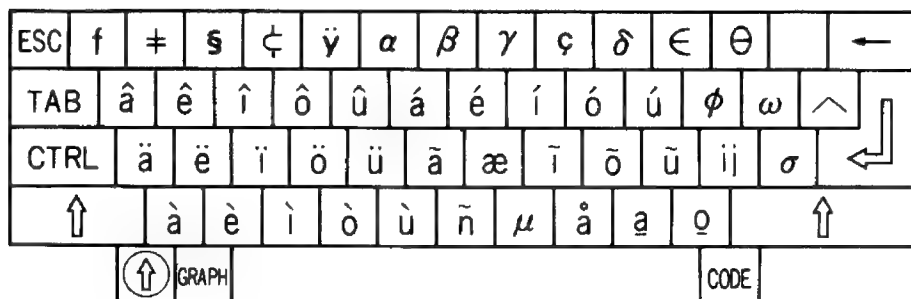 ESC f ǂ § ¢ ÿ α β γ ç δ ∈ θ ←
TAB â ê î ô û á é í ó ú ϕ ω ^
CTRL ä ë ï ö ü ã æ ĩ õ ũ ij σ
⇧ à è ì ò ù ñ μ å a̲ o̲ ⇧
⇧ GRAPH CODE